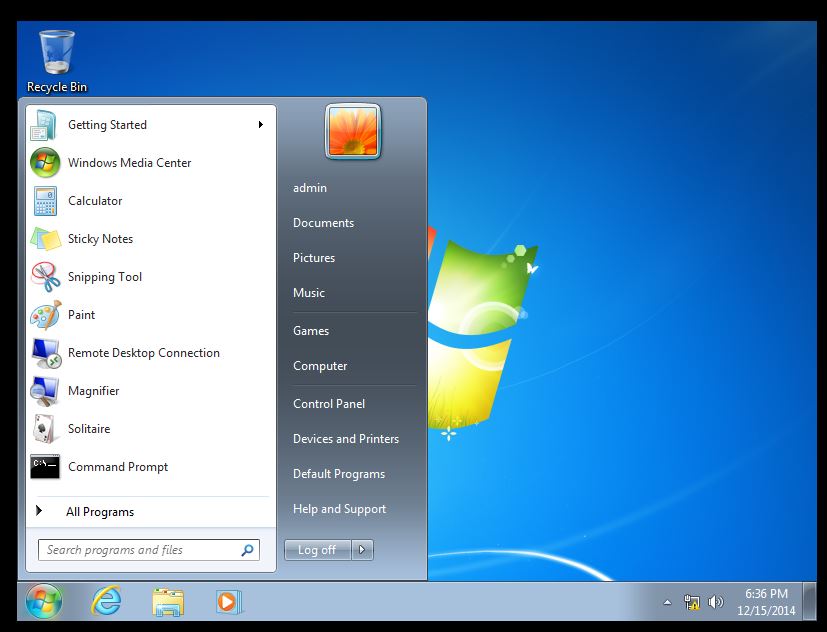 Recycle Bin
Getting Started
Windows Media Center
Calculator
Sticky Notes
Snipping Tool
Paint
Remote Desktop Connection
Magnifier
Solitaire
C:\_
Command Prompt
All Programs
Search programs and files
admin
Documents
Pictures
Music
Games
Computer
Control Panel
Devices and Printers
Default Programs
Help and Support
Log off
6:36 PM
12/15/2014